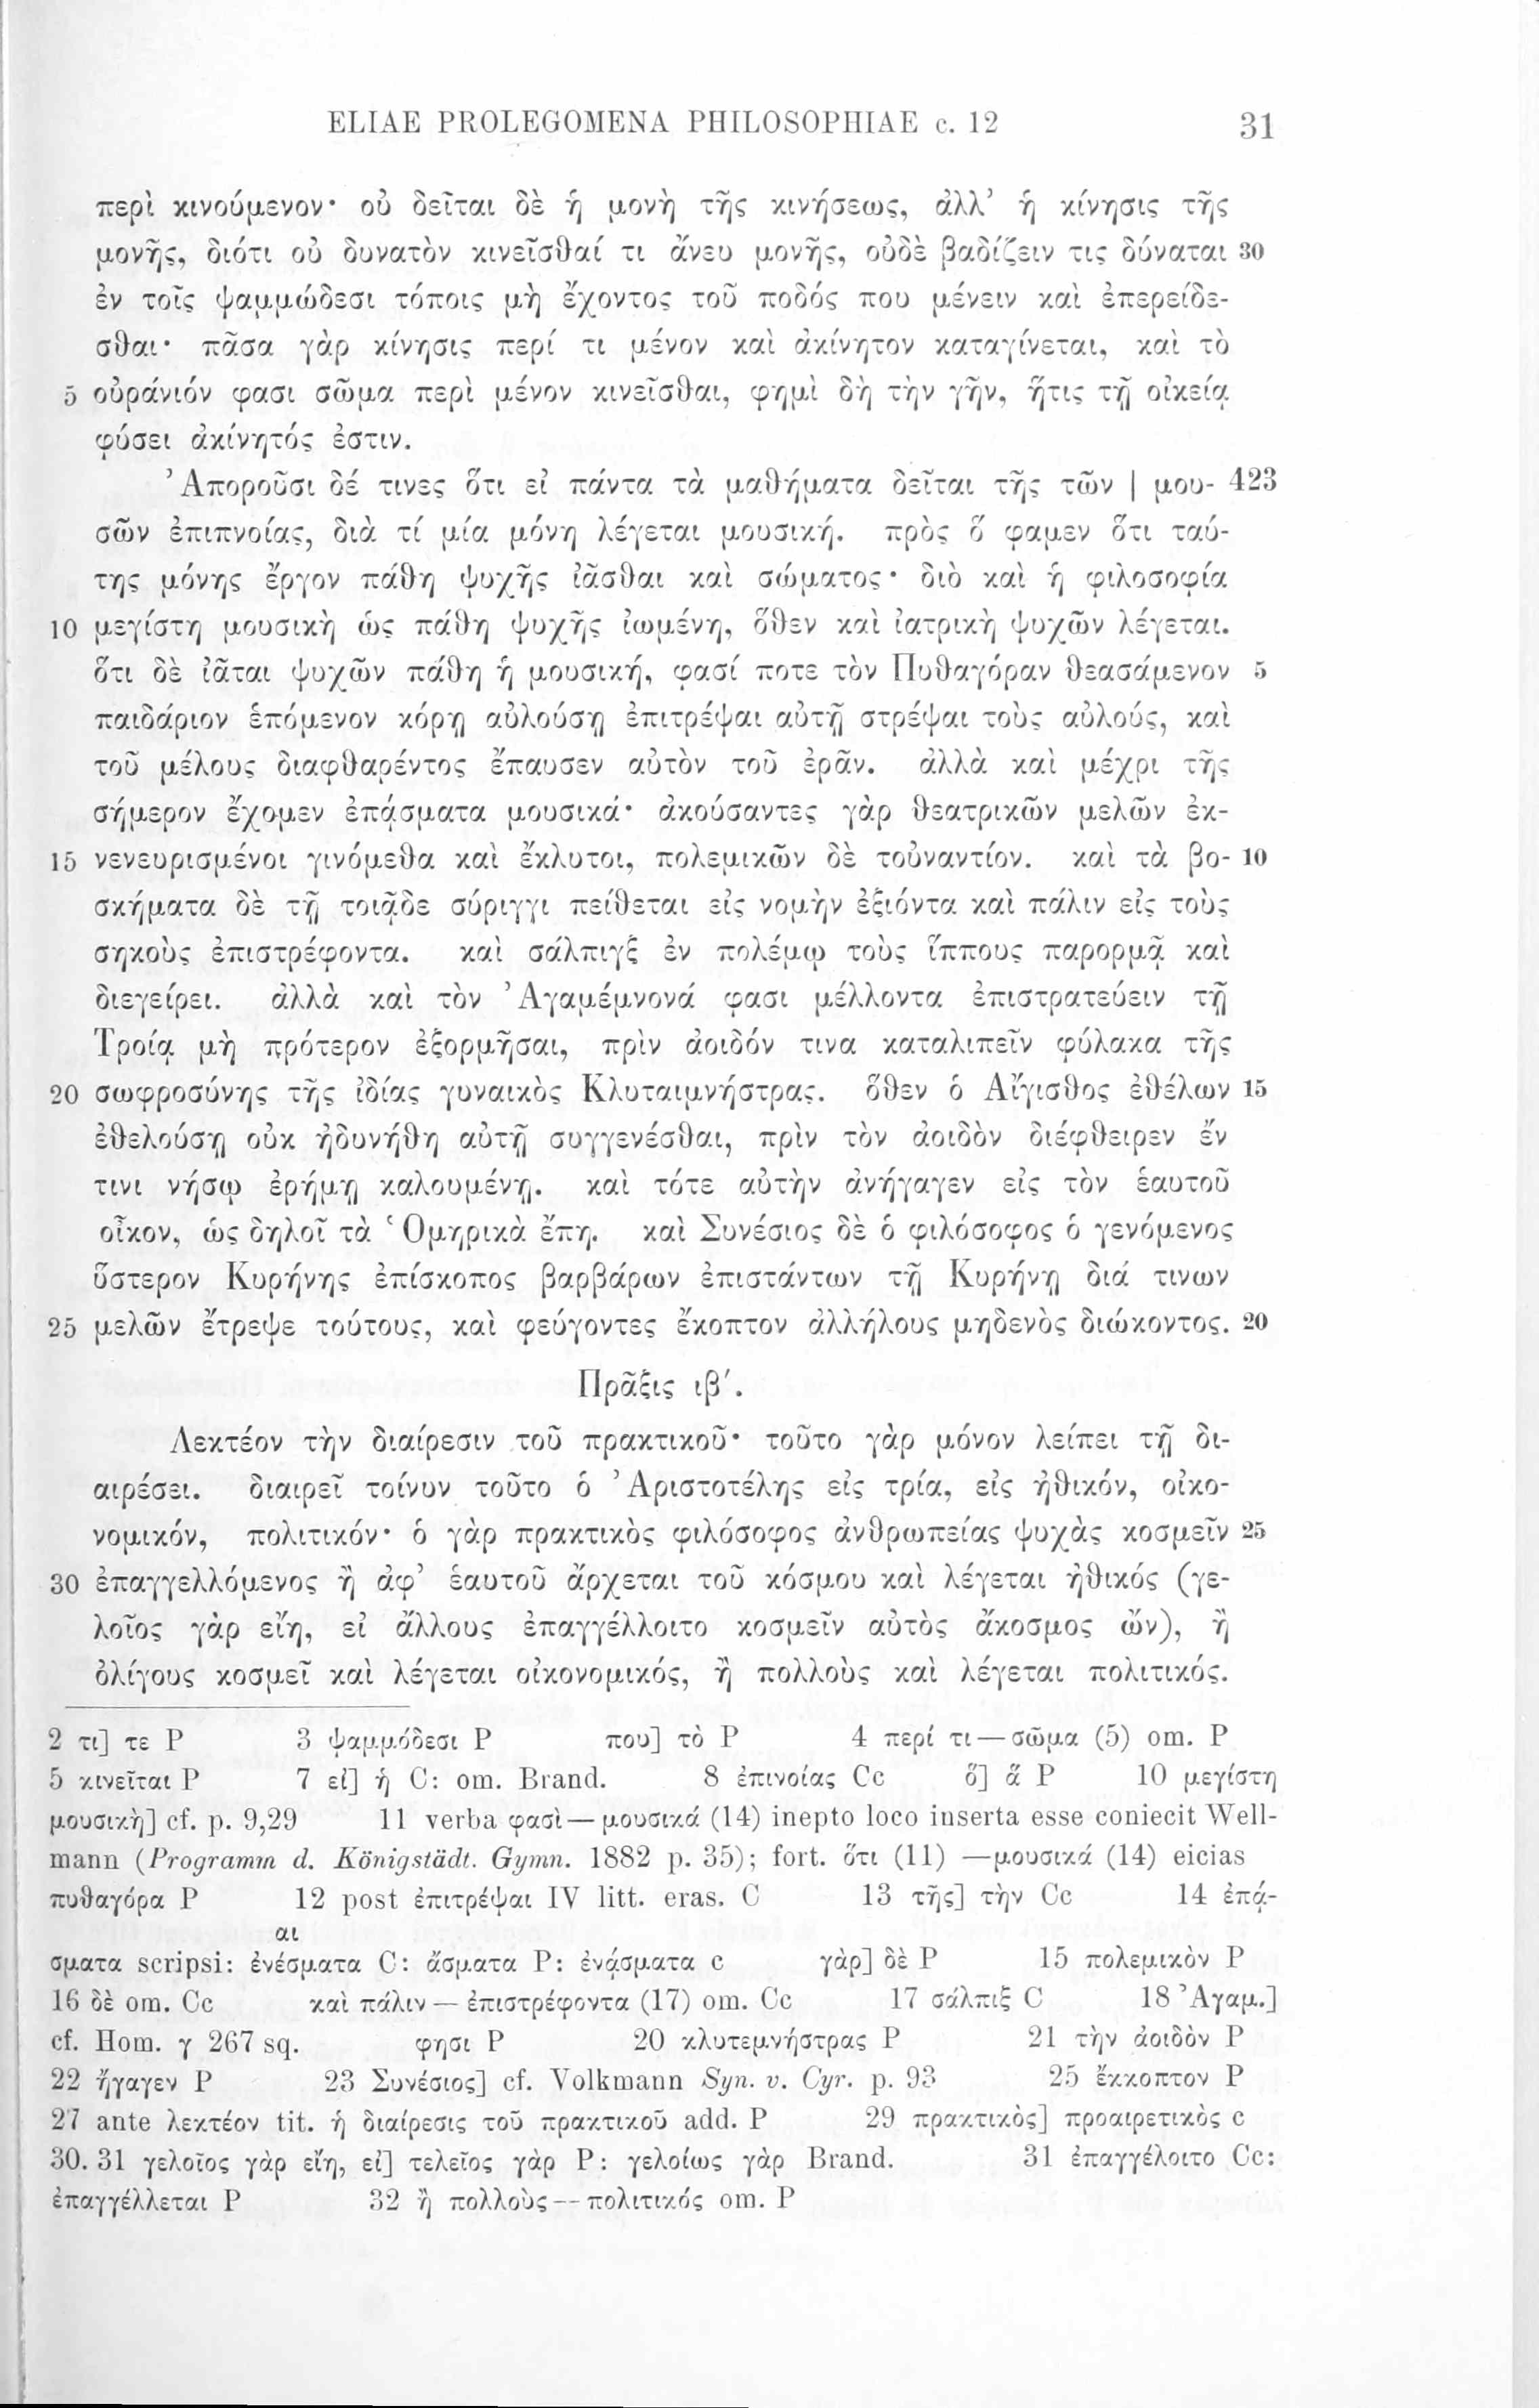 ELIAE PROLEGOMENA PHILOSOPHIAE c. 12 31
περὶ κινούμενον· οὐ δεῖται δὲ ἡ μονὴ τῆς κινήσεως, ἀλλ’ ἡ κίνησις τῆς
μονῆς, διότι οὐ δυνατὸν κινεῖσθαί τι ἄνευ μονῆς, οὐδὲ βαδίζειν τις δύναται 30
ἐν τοῖς ψαμμώδεσι τόποις μὴ ἔχοντος τοῦ ποδός που μένειν καὶ ἐπερείδε-
σθαι· πᾶσα γὰρ κίνησις περί τι μένον καὶ ἀκίνητον καταγίνεται, καὶ τὸ
5 οὐράνιόν φασι σῶμα περὶ μένον κινεῖσθαι, φημὶ δὴ τὴν γῆν, ἥτις τῇ οἰκείᾳ
φύσει ἀκίνητός ἐστιν.
Ἀποροῦσι δέ τινες ὅτι εἰ πάντα τὰ μαθήματα δεῖται τῆς τῶν | μου- 423
σῶν ἐπιπνοίας, διὰ τί μία μόνη λέγεται μουσική. πρὸς ὅ φαμεν ὅτι ταύ-
της μόνης ἔργον πάθη ψυχῆς ἰᾶσθαι καὶ σώματος· διὸ καὶ ἡ φιλοσοφία
10 μεγίστη μουσικὴ ὡς πάθη ψυχῆς ἰωμένη, ὅθεν καὶ ἰατρικὴ ψυχῶν λέγεται.
ὅτι δὲ ἰᾶται ψυχῶν πάθη ἡ μουσική, φασί ποτε τὸν Πυθαγόραν θεασάμενον 5
παιδάριον ἑπόμενον κόρῃ αὐλούσῃ ἐπιτρέψαι αὐτῇ στρέψαι τοὺς αὐλούς, καὶ
τοῦ μέλους διαφθαρέντος ἔπαυσεν αὐτὸν τοῦ ἐρᾶν. ἀλλὰ καὶ μέχρι τῆς
σήμερον ἔχομεν ἐπᾴσματα μουσικά· ἀκούσαντες γὰρ θεατρικῶν μελῶν ἐκ-
15 νενευρισμένοι γινόμεθα καὶ ἔκλυτοι, πολεμικῶν δὲ τοὐναντίον. καὶ τὰ βο- 10
σκήματα δὲ τῇ τοιᾷδε σύριγγι πείθεται εἰς νομὴν ἐξιόντα καὶ πάλιν εἰς τοὺς
σηκοὺς ἐπιστρέφοντα. καὶ σάλπιγξ ἐν πολέμῳ τοὺς ἵππους παρορμᾷ καὶ
διεγείρει. ἀλλὰ καὶ τὸν Ἀγαμέμνονά φασι μέλλοντα ἐπιστρατεύειν τῇ
Τροίᾳ μὴ πρότερον ἐξορμῆσαι, πρὶν ἀοιδόν τινα καταλιπεῖν φύλακα τῆς
20 σωφροσύνης τῆς ἰδίας γυναικὸς Κλυταιμνήστρας. ὅθεν ὁ Αἴγισθος ἐθέλων 15
ἐθελούσῃ οὐκ ἠδυνήθη αὐτῇ συγγενέσθαι, πρὶν τὸν ἀοιδὸν διέφθειρεν ἔν
τινι νήσῳ ἐρήμῃ καλουμένῃ. καὶ τότε αὐτὴν ἀνήγαγεν εἰς τὸν ἑαυτοῦ
οἶκον, ὡς δηλοῖ τὰ Ὁμηρικὰ ἔπη. καὶ Συνέσιος δὲ ὁ φιλόσοφος ὁ γενόμενος
ὕστερον Κυρήνης ἐπίσκοπος βαρβάρων ἐπιστάντων τῇ Κυρήνῃ διά τινων
25 μελῶν ἔτρεψε τούτους, καὶ φεύγοντες ἔκοπτον ἀλλήλους μηδενὸς διώκοντος. 20
Πρᾶξις ιβ′.
Λεκτέον τὴν διαίρεσιν τοῦ πρακτικοῦ· τοῦτο γὰρ μόνον λείπει τῇ δι-
αιρέσει. διαιρεῖ τοίνυν τοῦτο ὁ Ἀριστοτέλης εἰς τρία, εἰς ἠθικόν, οἰκο-
νομικόν, πολιτικόν· ὁ γὰρ πρακτικὸς φιλόσοφος ἀνθρωπείας ψυχὰς κοσμεῖν 25
30 ἐπαγγελλόμενος ἢ ἀφ’ ἑαυτοῦ ἄρχεται τοῦ κόσμου καὶ λέγεται ἠθικός (γε-
λοῖος γὰρ εἴη, εἰ ἄλλους ἐπαγγέλλοιτο κοσμεῖν αὐτὸς ἄκοσμος ὤν), ἢ
ὀλίγους κοσμεῖ καὶ λέγεται οἰκονομικός, ἢ πολλοὺς καὶ λέγεται πολιτικός.
2 τι] τε P 3 ψαμμόδεσι P που] τὸ P 4 περί τι — σῶμα (5) om. P
5 κινεῖται P 7 εἰ] ἡ C: om. Brand. 8 ἐπινοίας Cc ὅ] ἅ P 10 μεγίστη
μουσικὴ] cf. p. 9,29 11 verba φασὶ — μουσικά (14) inepto loco inserta esse coniecit Well-
mann (Programm d. Königstädt. Gymn. 1882 p. 35); fort. ὅτι (11) — μουσικά (14) eicias
πυθαγόρα P 12 post ἐπιτρέψαι IV litt. eras. C 13 τῆς] τὴν Cc 14 ἐπᾴ-
αι
σματα scripsi: ἐνέσματα C: ἄσματα P: ἐνᾴσματα c γὰρ] δὲ P 15 πολεμικὸν P
16 δὲ om. Cc καὶ πάλιν — ἐπιστρέφοντα (17) om. Cc 17 σάλπιξ C 18 Ἀγαμ.]
cf. Hom. γ 267 sq. φησι P 20 κλυτεμνήστρας P 21 τὴν ἀοιδὸν P
22 ἤγαγεν P 23 Συνέσιος] cf. Volkmann Syn. v. Cyr. p. 93 25 ἔκκοπτον P
27 ante λεκτέον tit. ἡ διαίρεσις τοῦ πρακτικοῦ add. P 29 πρακτικὸς] προαιρετικὸς c
30. 31 γελοῖος γὰρ εἴη, εἰ] τελεῖος γὰρ P: γελοίως γὰρ Brand. 31 ἐπαγγέλοιτο Cc:
ἐπαγγέλλεται P 32 ἢ πολλοὺς — πολιτικός om. P